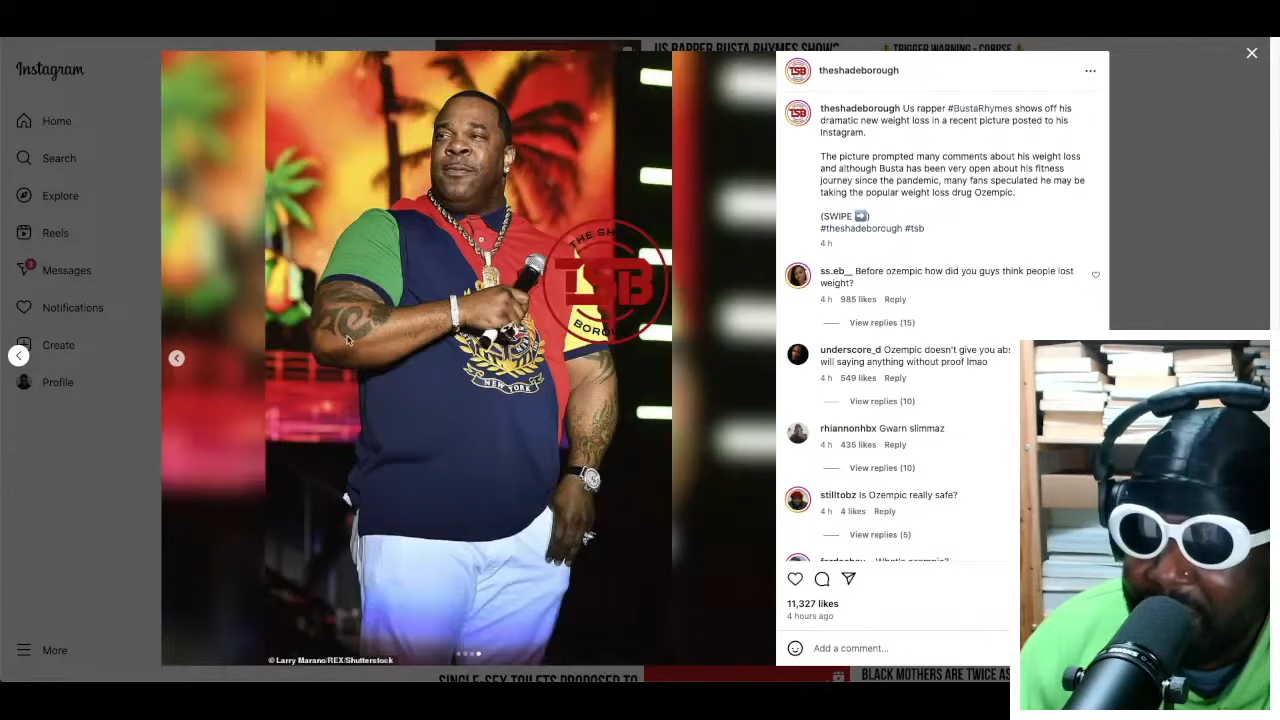 US RAPPER BUSTA RHYMES SHOWS
TRIGGER WARNING - CORPSE
Instagram
Home
Search
Explore
Reels
3
Messages
Notifications
Create
Profile
More
THE SH
TSB
BOROU
NEW YORK
© Larry Marano/REX/Shutterstock
TSB
theshadeborough
TSB
theshadeborough Us rapper #BustaRhymes shows off his
dramatic new weight loss in a recent picture posted to his
Instagram.
The picture prompted many comments about his weight loss
and although Busta has been very open about his fitness
journey since the pandemic, many fans speculated he may be
taking the popular weight loss drug Ozempic.
(SWIPE ➡️)
#theshadeborough #tsb
4 h
ss.eb__ Before ozempic how did you guys think people lost
weight?
4 h 985 likes Reply
View replies (15)
underscore_d Ozempic doesn't give you abs
will saying anything without proof lmao
4 h 549 likes Reply
View replies (10)
rhiannonhbx Gwarn slimmaz
4 h 435 likes Reply
View replies (10)
stilltobz Is Ozempic really safe?
4 h 4 likes Reply
View replies (5)
11,327 likes
4 hours ago
Add a comment...
SINGLE-SEX TOILETS PROPOSED TO
BLACK MOTHERS ARE TWICE AS